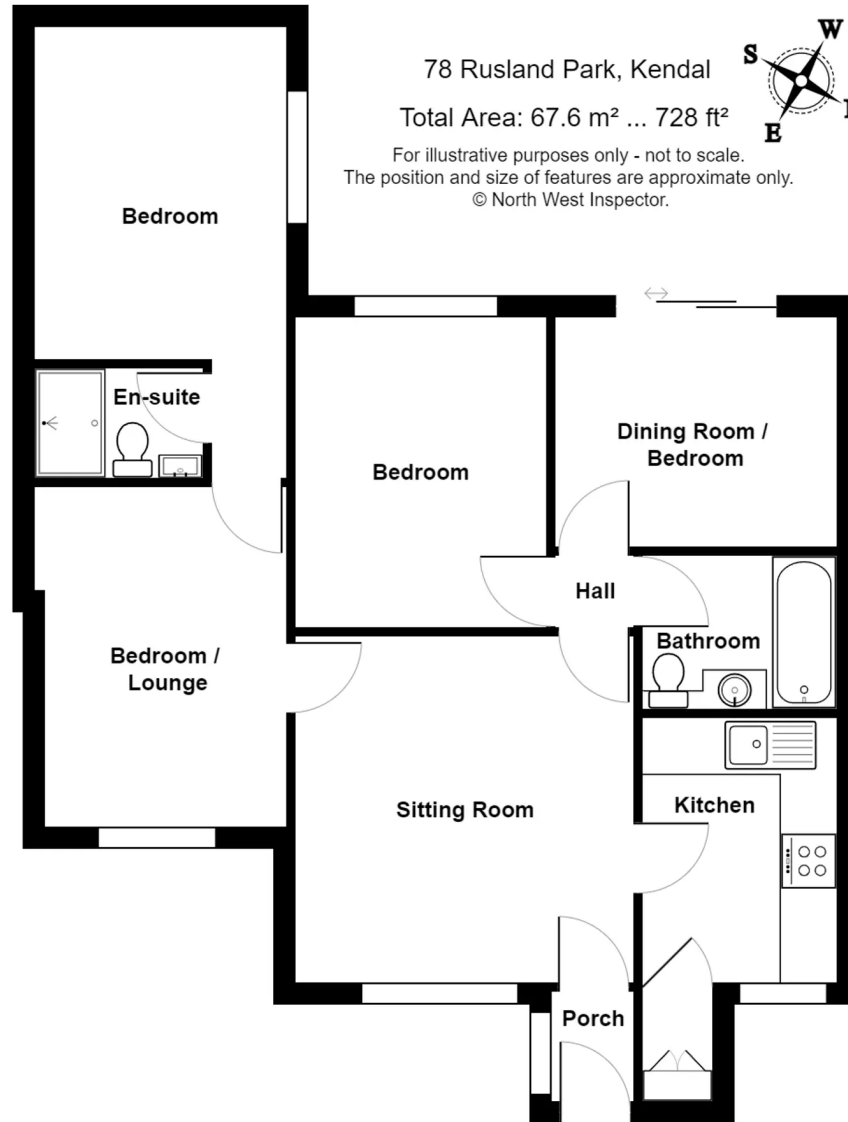 78 Rusland Park, Kendal
W
S
E
Total Area: 67.6 m² ... 728 ft²
For illustrative purposes only - not to scale.
The position and size of features are approximate only.
© North West Inspector.
Bedroom
En-suite
Dining Room /
Bedroom
Bedroom
Hall
Bathroom
Bedroom /
Lounge
Sitting Room
Kitchen
Porch